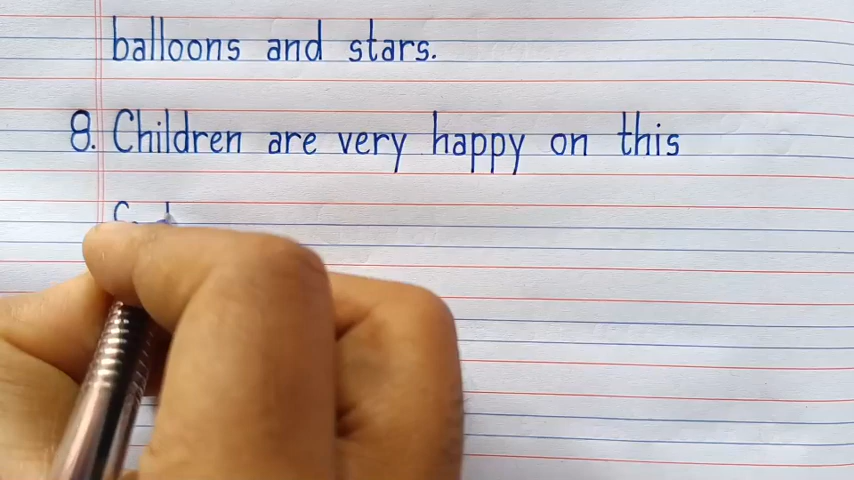 balloons and stars.
8. Children are very happy on this